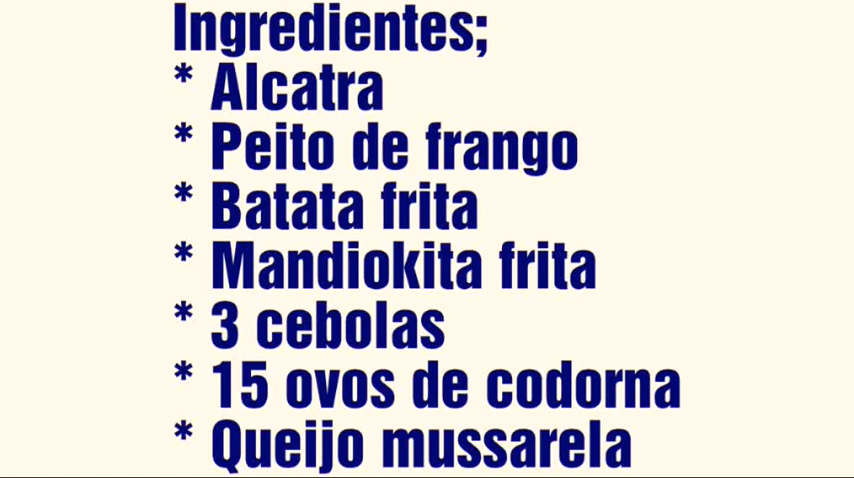 Ingredientes;
* Alcatra
* Peito de frango
* Batata frita
* Mandiokita frita
* 3 cebolas
* 15 ovos de codorna
* Queijo mussarela